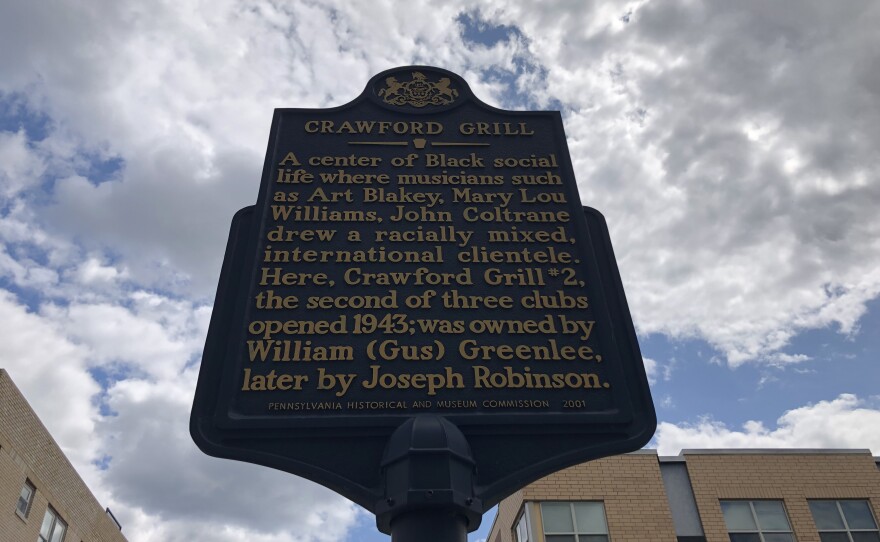 CRAWFORD GRILL
A center of Black social
life where musicians such
as Art Blakey, Mary Lou
Williams, John Coltrane
drew a racially mixed,
international clientele.
Here, Crawford Grill #2,
the second of three clubs
opened 1943; was owned by
William (Gus) Greenlee,
later by Joseph Robinson.
PENNSYLVANIA HISTORICAL AND MUSEUM COMMISSION 2001